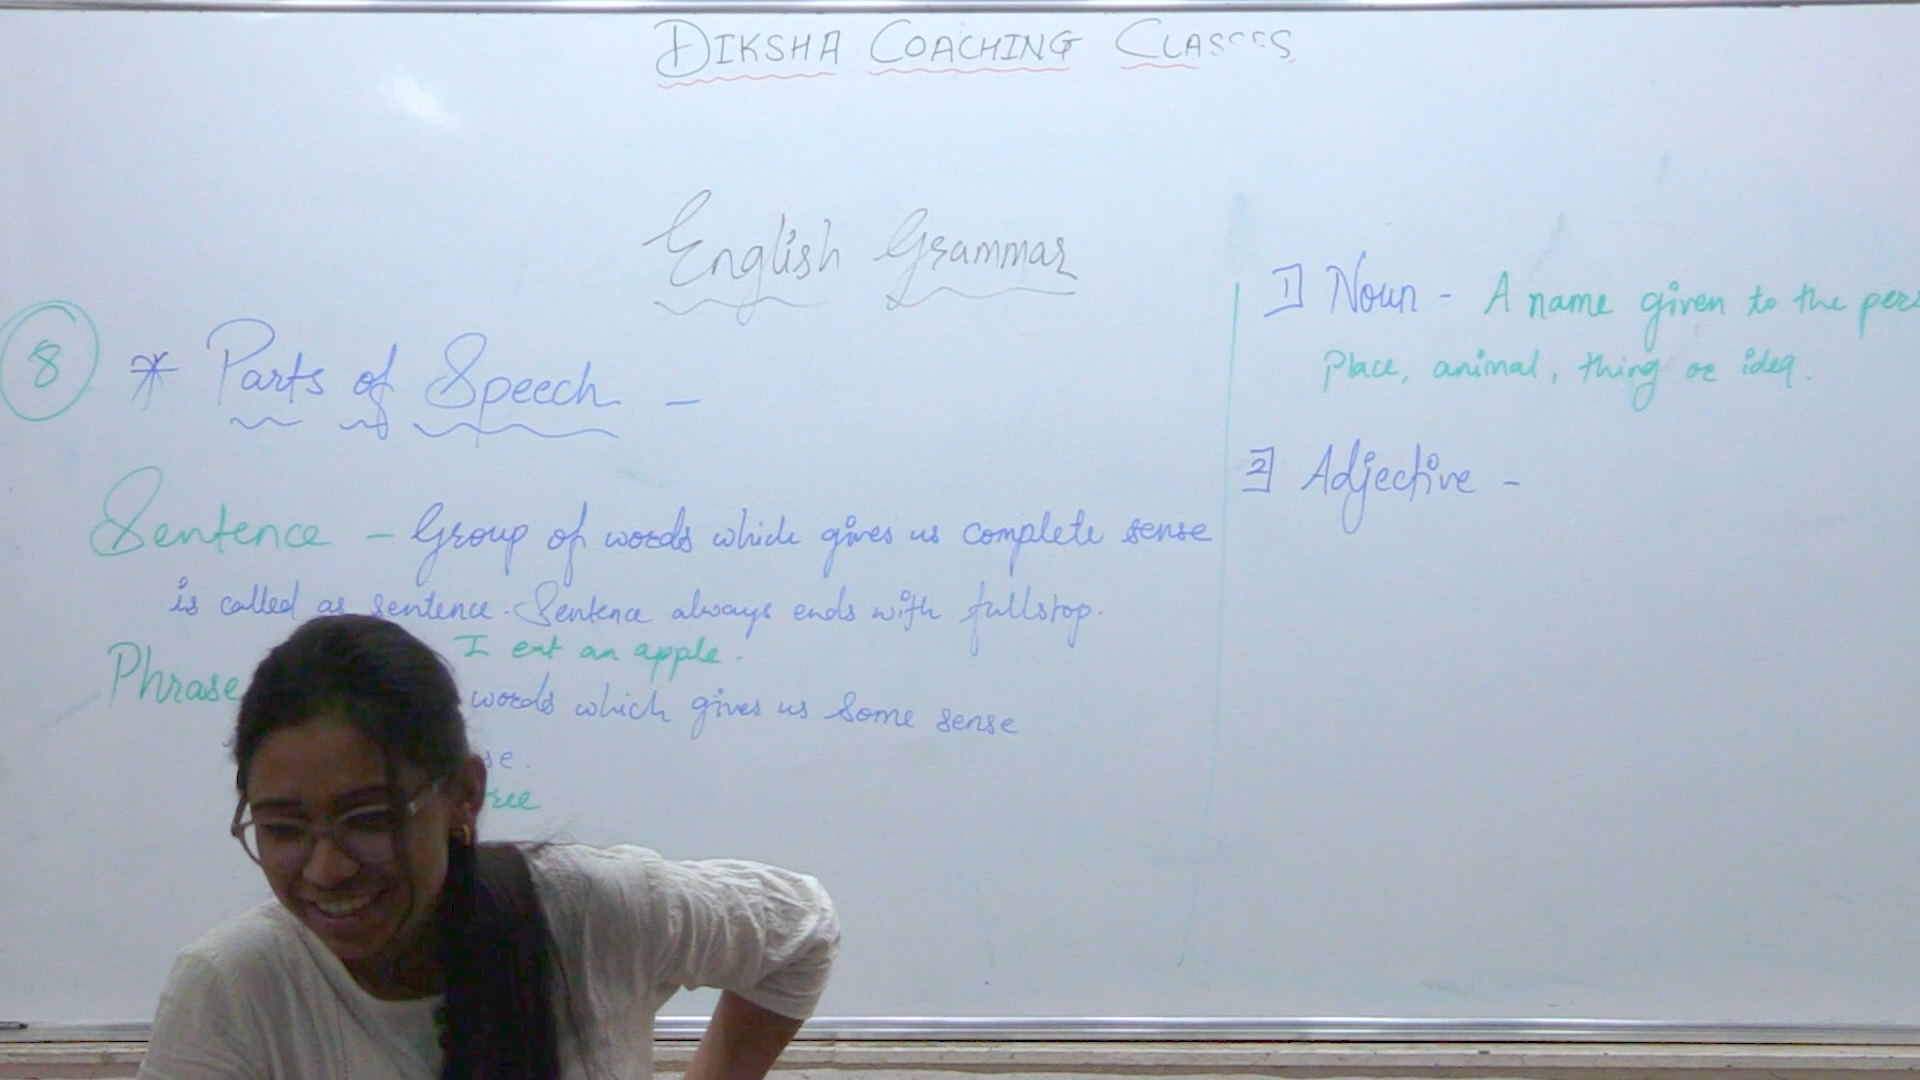 DIKSHA COACHING CLASSES
English Grammar
8 * Parts of Speech -
Sentence - Group of words which gives us complete sense
is called as sentence. Sentence always ends with fullstop.
I eat an apple.
Phrase words which gives us some sense
1] Noun - A name given to the
Place, animal, thing or idea.
2] Adjective -